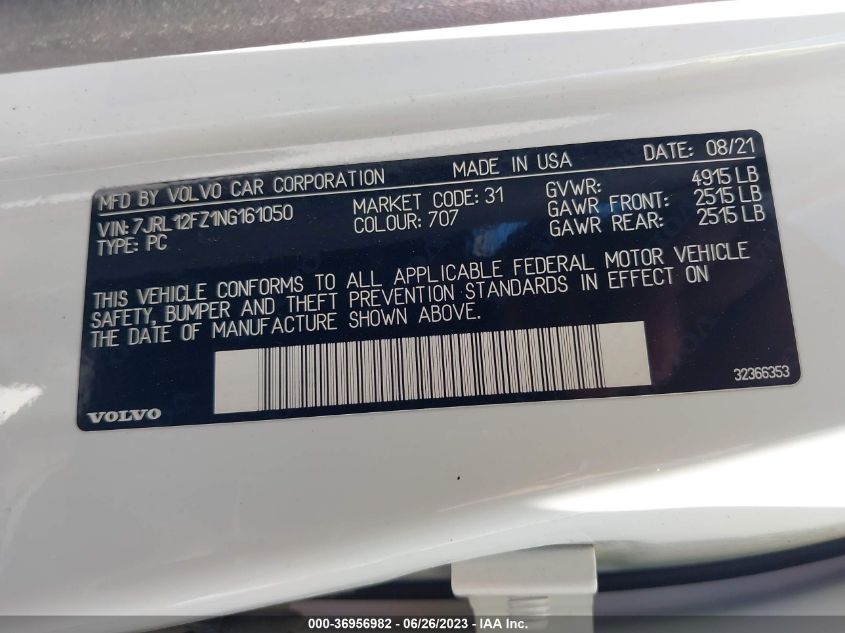 MFD BY VOLVO CAR CORPORATION MADE IN USA DATE: 08/21
VIN: 7JRL12FZ1NG161050 MARKET CODE: 31 GVWR: 4915 LB
TYPE: PC COLOUR: 707 GAWR FRONT: 2515 LB
GAWR REAR: 2515 LB
THIS VEHICLE CONFORMS TO ALL APPLICABLE FEDERAL MOTOR VEHICLE
SAFETY, BUMPER AND THEFT PREVENTION STANDARDS IN EFFECT ON
THE DATE OF MANUFACTURE SHOWN ABOVE.
32366353
VOLVO
000-36956982 / 06/26/2023 - IAA Inc.